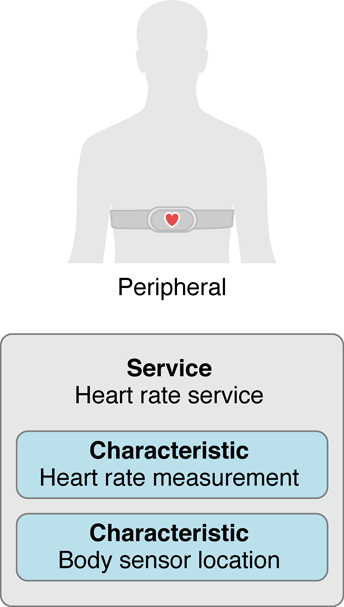 Peripheral
Service
Heart rate service
Characteristic
Heart rate measurement
Characteristic
Body sensor location